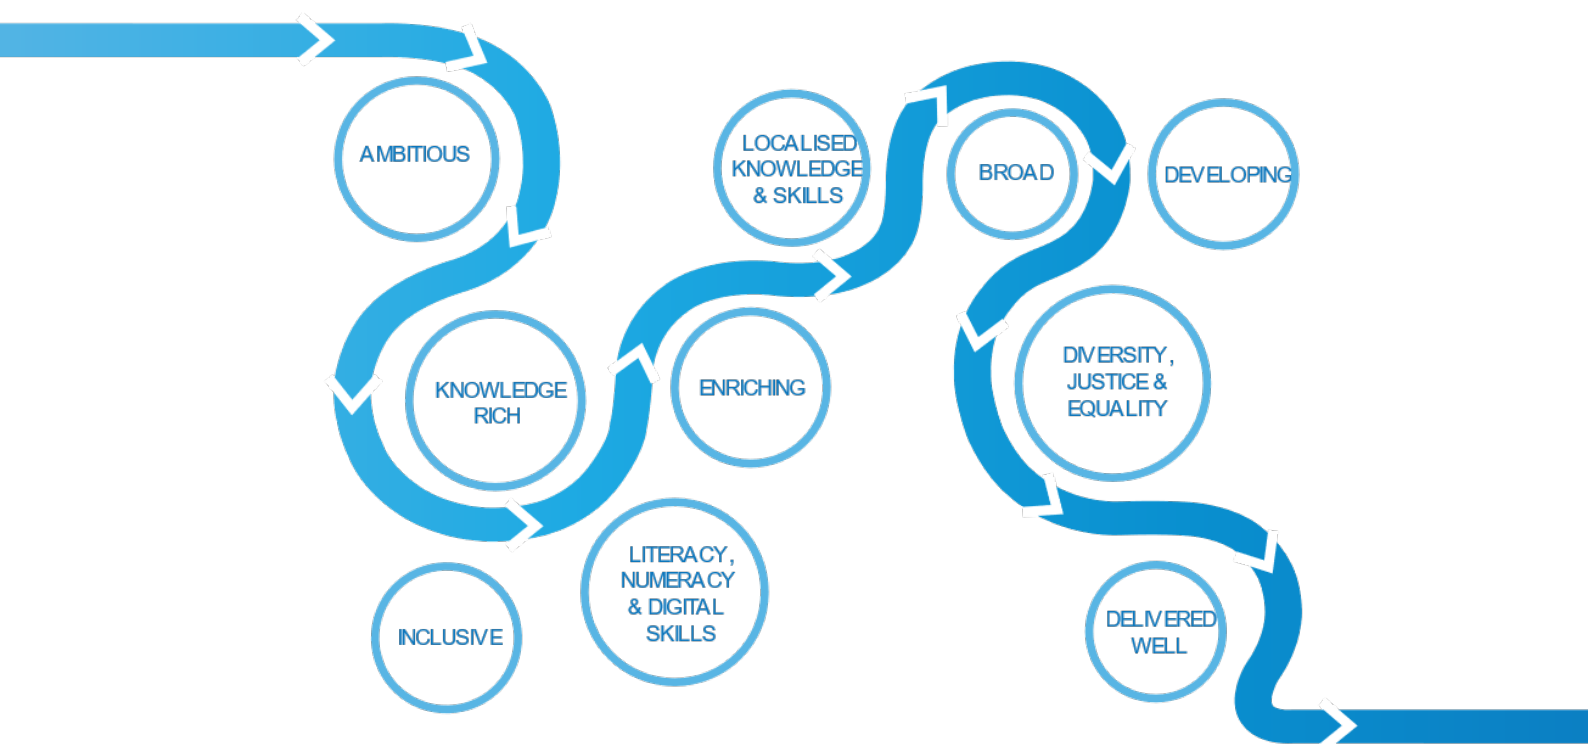 AMBITIOUS
KNOWLEDGE
RICH
INCLUSIVE
LITERACY,
NUMERACY
& DIGITAL
SKILLS
ENRICHING
LOCALISED
KNOWLEDGE
& SKILLS
BROAD
DEVELOPING
DIVERSITY,
JUSTICE &
EQUALITY
DELIVERED
WELL